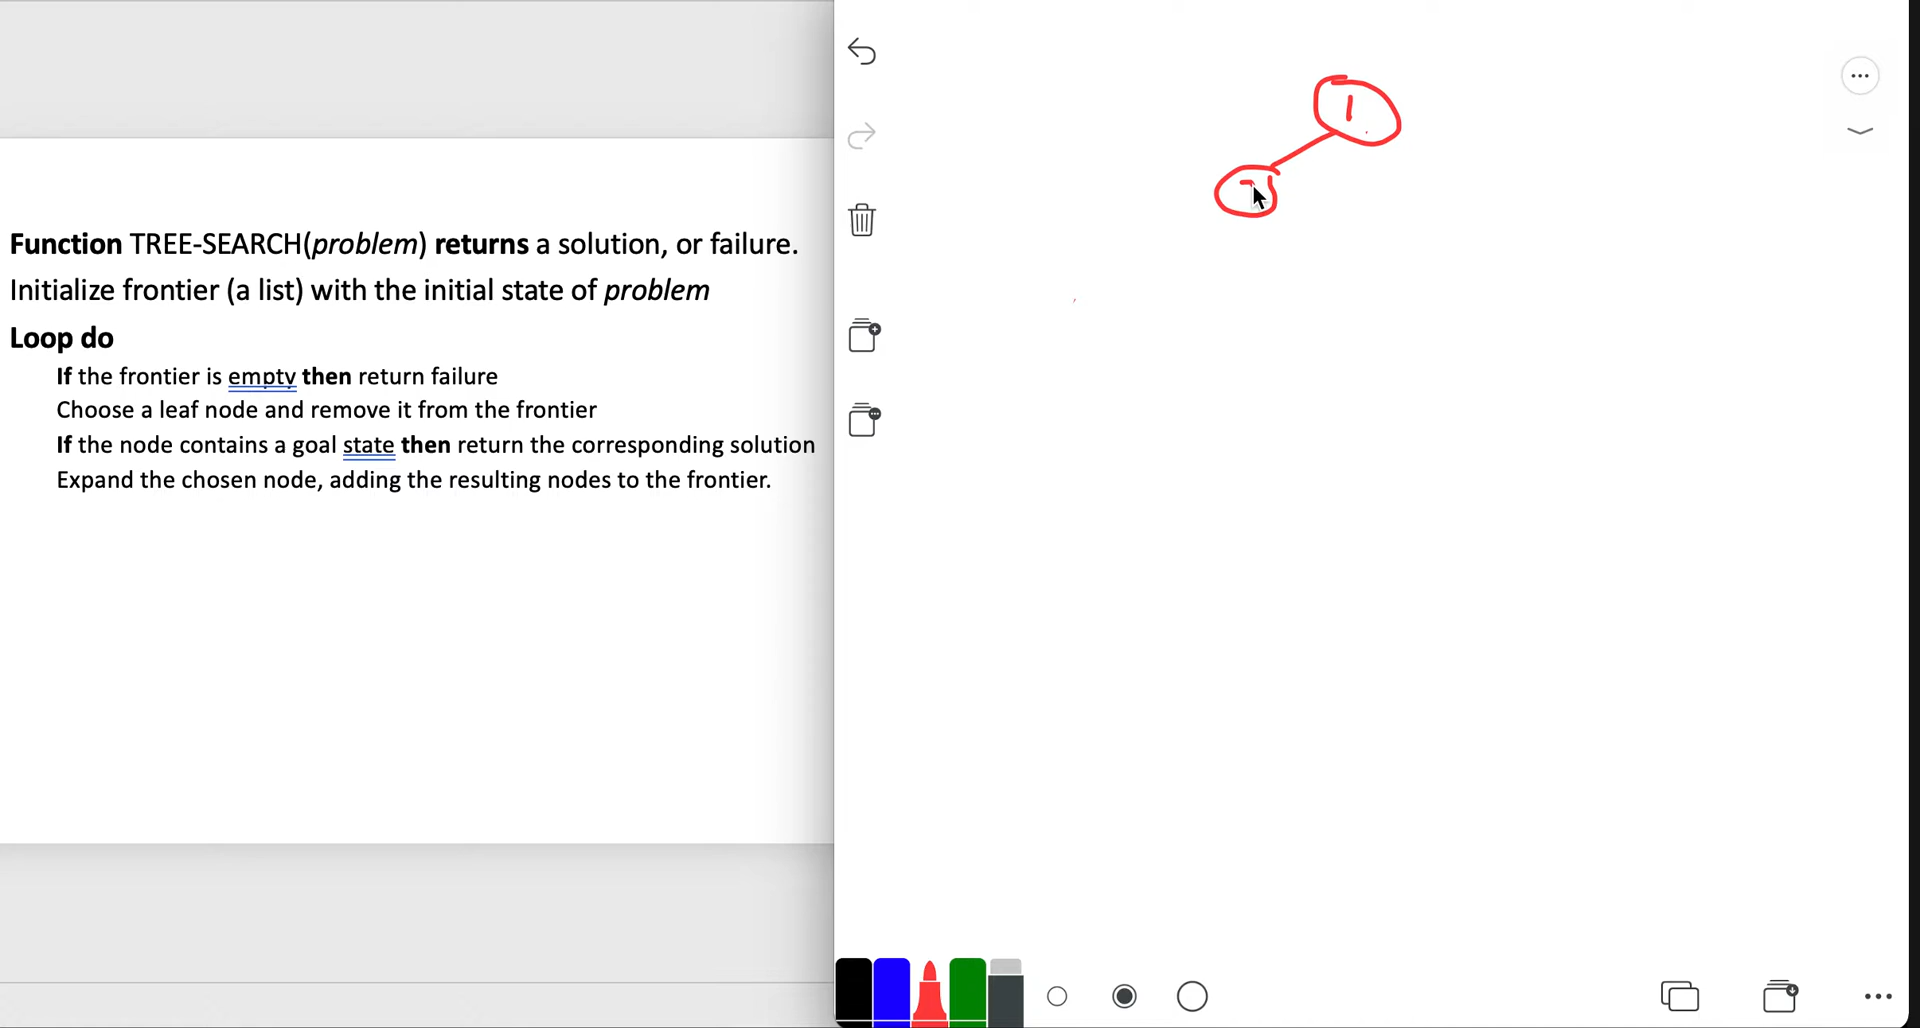 Function TREE-SEARCH(problem) returns a solution, or failure.
Initialize frontier (a list) with the initial state of problem
Loop do
If the frontier is empty then return failure
Choose a leaf node and remove it from the frontier
If the node contains a goal state then return the corresponding solution
Expand the chosen node, adding the resulting nodes to the frontier.
1